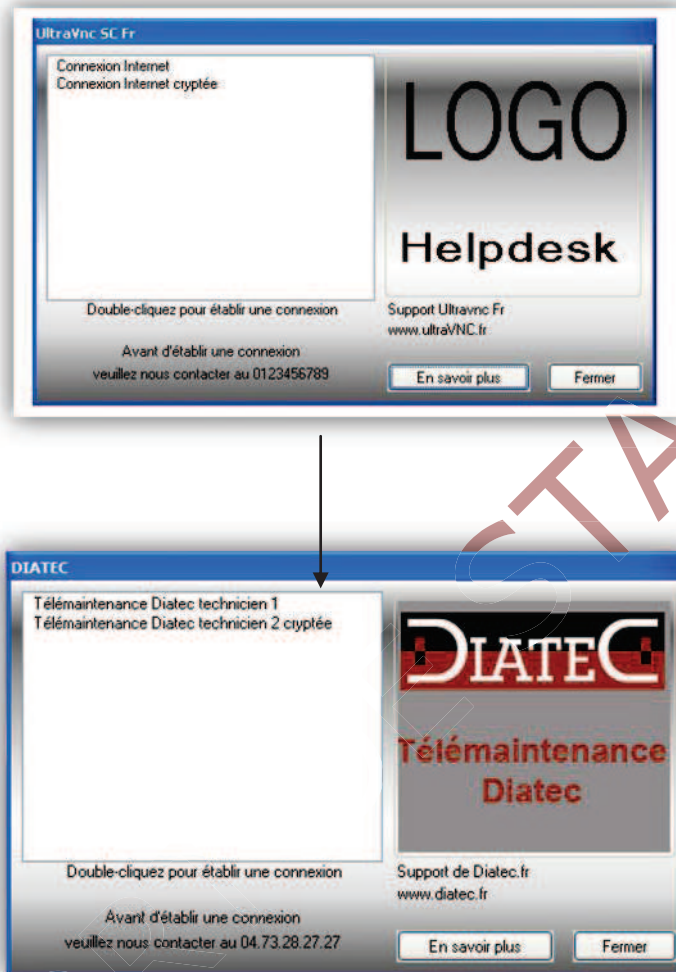 UltraVnc SC Fr
Connexion Internet
Connexion Internet cryptée
LOGO
Helpdesk
Double-cliquez pour établir une connexion
Support Ultravnc Fr
www.ultraVNC.fr
Avant d'établir une connexion
veuillez nous contacter au 0123456789
En savoir plus
Fermer
DIATEC
Télémaintenance Diatec technicien 1
Télémaintenance Diatec technicien 2 cryptée
DIATEC
Télémaintenance
Diatec
Double-cliquez pour établir une connexion
Support de Diatec.fr
www.diatec.fr
Avant d'établir une connexion
veuillez nous contacter au 04.73.28.27.27
En savoir plus
Fermer